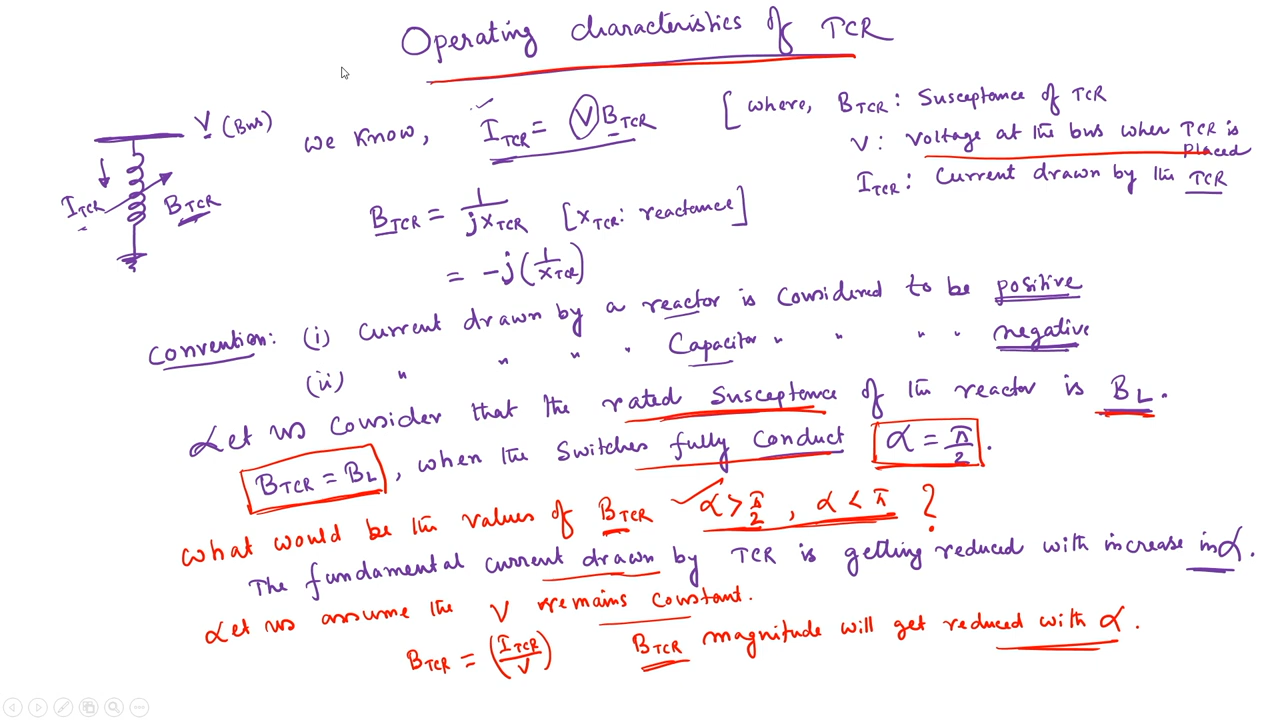 Operating characteristics of TCR
V (Bus)
I_TCR
B_TCR
we know, I_TCR = V B_TCR
[where, B_TCR : Susceptance of TCR
V : Voltage at the bus when TCR is placed
I_TCR : Current drawn by the TCR
B_TCR = 1/(jX_TCR) [X_TCR : reactance]
= -j(1/X_TCR)
Convention: (i) Current drawn by a reactor is considered to be positive
(ii) " " " " Capacitor " " " " negative
Let us consider that the rated susceptance of the reactor is B_L.
B_TCR = B_L, when the switches fully conduct α = π/2.
What would be the values of B_TCR ✓ α > π/2, α < π ?
The fundamental current drawn by TCR is getting reduced with increase in α.
Let us assume the V remains constant.
B_TCR = (I_TCR/V) B_TCR magnitude will get reduced with α.